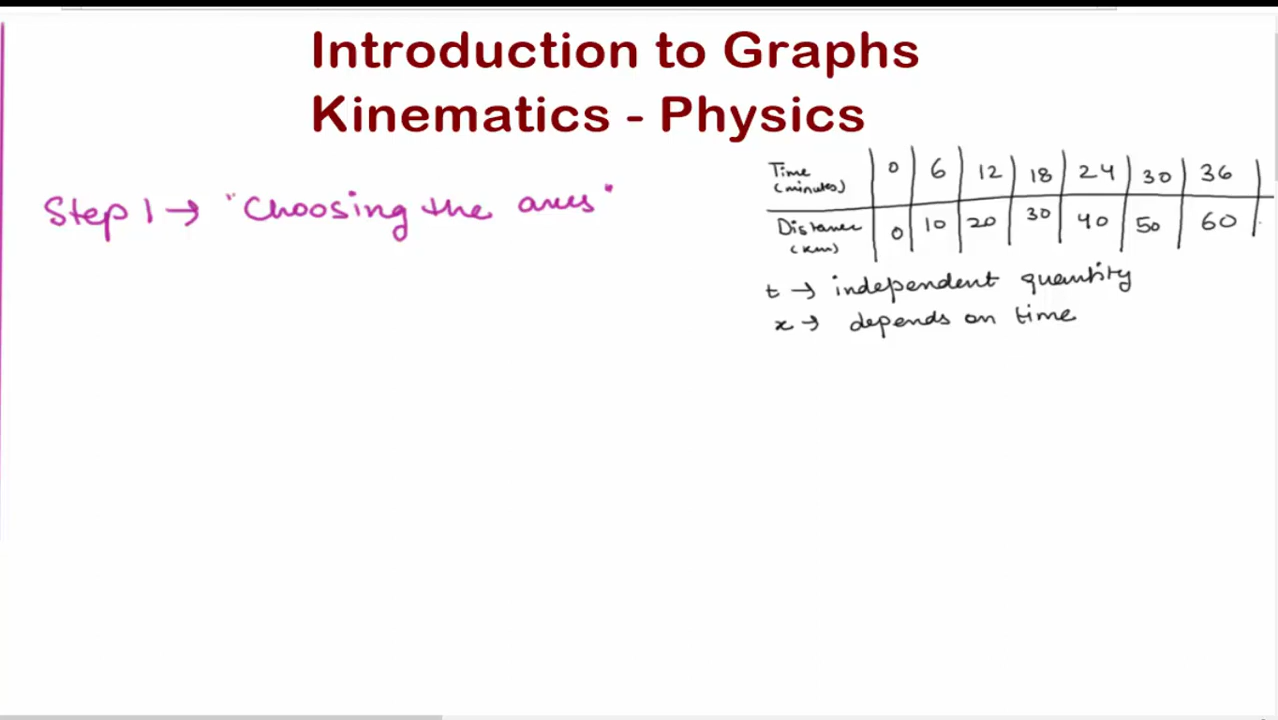 Introduction to Graphs
Kinematics - Physics
Step 1 → "Choosing the axes"
Time (minutes) 0 6 12 18 24 30 36
Distance (km) 0 10 20 30 40 50 60
t → independent quantity
x → depends on time